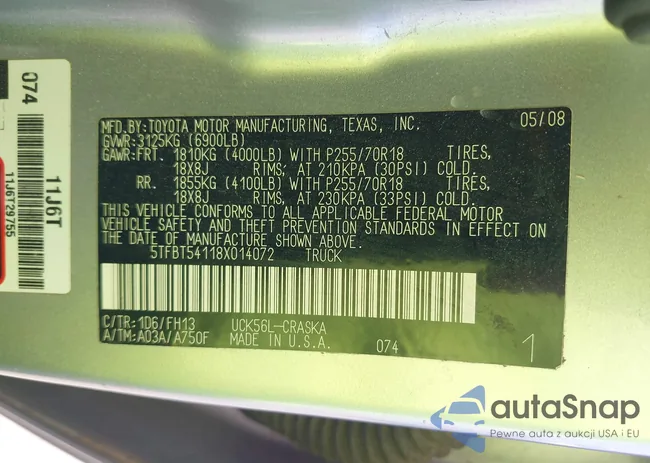 074
11J6T
11J6T29755
MFD.BY:TOYOTA MOTOR MANUFACTURING, TEXAS, INC. 05/08
GVWR:3125KG (6900LB)
GAWR:FRT. 1810KG (4000LB) WITH P255/70R18 TIRES,
18X8J RIMS, AT 210KPA (30PSI) COLD.
RR. 1855KG (4100LB) WITH P255/70R18 TIRES,
18X8J RIMS, AT 230KPA (33PSI) COLD.
THIS VEHICLE CONFORMS TO ALL APPLICABLE FEDERAL MOTOR
VEHICLE SAFETY AND THEFT PREVENTION STANDARDS IN EFFECT ON
THE DATE OF MANUFACTURE SHOWN ABOVE.
5TFBT54118X014072 TRUCK
C/TR:1D6/FH13 UCK56L-CRASKA
A/TM:A03A/A750F MADE IN U.S.A. 074 1
autaSnap
Pewne auta z aukcji USA i EU